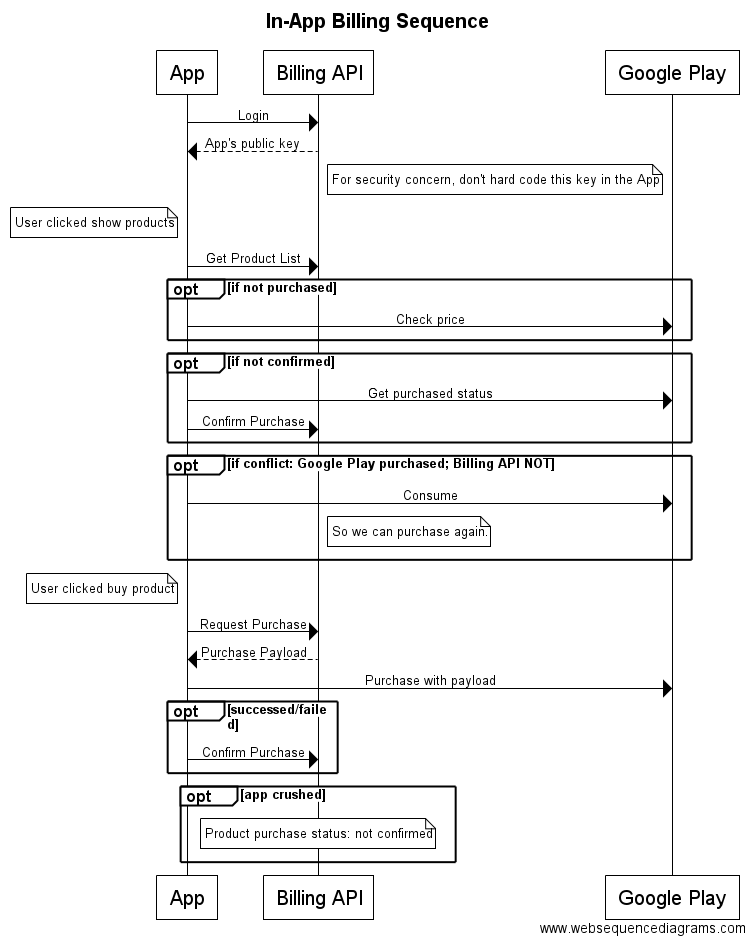 In-App Billing Sequence
App
Billing API
Google Play
Login
App's public key
For security concern, don't hard code this key in the App
User clicked show products
Get Product List
opt
[if not purchased]
Check price
opt
[if not confirmed]
Get purchased status
Confirm Purchase
opt
[if conflict: Google Play purchased; Billing API NOT]
Consume
So we can purchase again.
User clicked buy product
Request Purchase
Purchase Payload
Purchase with payload
opt
[successed/faile
d]
Confirm Purchase
opt
[app crushed]
Product purchase status: not confirmed
App
Billing API
Google Play
www.websequencediagrams.com